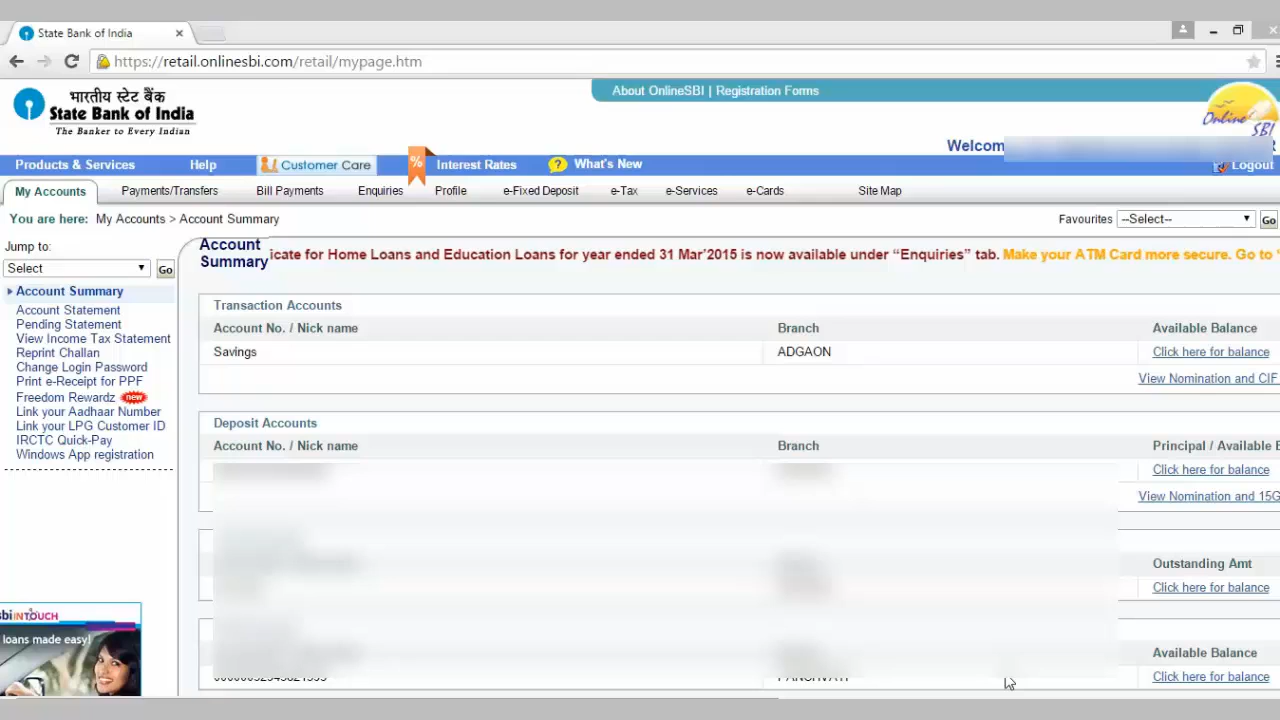 State Bank of India
https://retail.onlinesbi.com/retail/mypage.htm
About OnlineSBI | Registration Forms
भारतीय स्टेट बैंक
State Bank of India
The Banker to Every Indian
Online SBI
Welcom
Products & Services Help Customer Care % Interest Rates ? What's New Logout
My Accounts Payments/Transfers Bill Payments Enquiries Profile e-Fixed Deposit e-Tax e-Services e-Cards Site Map
You are here: My Accounts > Account Summary Favourites --Select-- Go
Jump to:
Select Go
Account Summary
Account Statement
Pending Statement
View Income Tax Statement
Reprint Challan
Change Login Password
Print e-Receipt for PPF
Freedom Rewardz new
Link your Aadhaar Number
Link your LPG Customer ID
IRCTC Quick-Pay
Windows App registration
sbiINTOUCH
loans made easy!
Account
Summary
icate for Home Loans and Education Loans for year ended 31 Mar'2015 is now available under “Enquiries” tab. Make your ATM Card more secure. Go to
Transaction Accounts
Account No. / Nick name Branch Available Balance
Savings ADGAON Click here for balance
View Nomination and CIF
Deposit Accounts
Account No. / Nick name Branch Principal / Available B
Click here for balance
View Nomination and 15G
Outstanding Amt
Click here for balance
Available Balance
Click here for balance